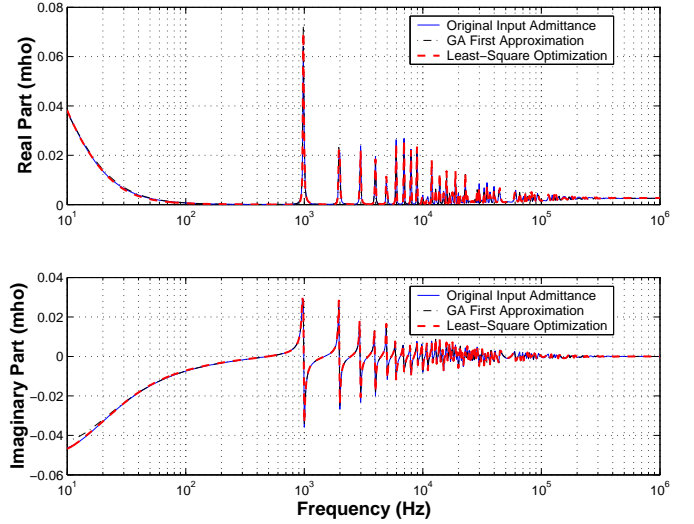 0.08
0.06
0.04
0.02
0
Real Part (mho)
Original Input Admittance
GA First Approximation
Least−Square Optimization
10^1 10^2 10^3 10^4 10^5 10^6
0.04
0.02
0
−0.02
−0.04
−0.06
Imaginary Part (mho)
Original Input Admittance
GA First Approximation
Least−Square Optimization
10^1 10^2 10^3 10^4 10^5 10^6
Frequency (Hz)